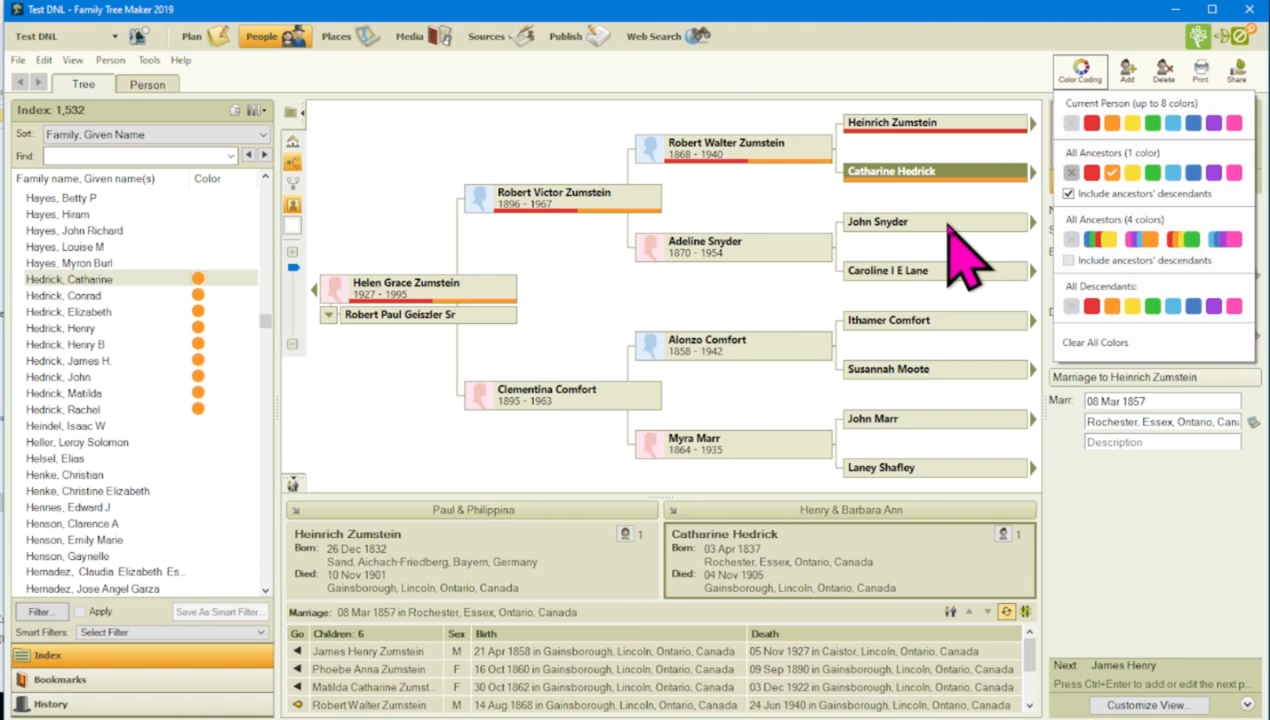 Test DNL - Family Tree Maker 2019
Test DNL
Plan
People
Places
Media
Sources
Publish
Web Search
File Edit View Person Tools Help
Tree
Person
Color Coding
Add
Delete
Print
Share
Index: 1,532
Sort: Family, Given Name
Find:
Family name, Given name(s) Color
Hayes, Betty P
Hayes, Hiram
Hayes, John Richard
Hayes, Louise M
Hayes, Myron Burl
Hedrick, Catharine
Hedrick, Conrad
Hedrick, Elizabeth
Hedrick, Henry
Hedrick, Henry B
Hedrick, James H.
Hedrick, John
Hedrick, Matilda
Hedrick, Rachel
Heindel, Isaac W
Heller, Leroy Solomon
Helsel, Elias
Henke, Christian
Henke, Christine Elizabeth
Hennes, Edward J
Henson, Clarence A
Henson, Emily Marie
Henson, Gaynelle
Hernadez, Claudia Elizabeth Es...
Hernadez, Jose Angel Garza
Filter...
Apply
Save As Smart Filter...
Smart Filters: Select Filter
Index
Bookmarks
History
Helen Grace Zumstein
1927 - 1995
Robert Paul Geiszler Sr
Robert Victor Zumstein
1896 - 1967
Clementina Comfort
1895 - 1963
Robert Walter Zumstein
1868 - 1940
Adeline Snyder
1870 - 1954
Alonzo Comfort
1858 - 1942
Myra Marr
1864 - 1935
Heinrich Zumstein
Catharine Hedrick
John Snyder
Caroline I E Lane
Ithamer Comfort
Susannah Moote
John Marr
Laney Shafley
Current Person (up to 8 colors)
All Ancestors (1 color)
Include ancestors' descendants
All Ancestors (4 colors)
Include ancestors' descendants
All Descendants:
Clear All Colors
Marriage to Heinrich Zumstein
Marr: 08 Mar 1857
Rochester, Essex, Ontario, Can
Description
Paul & Philippina
Henry & Barbara Ann
Heinrich Zumstein
1
Born: 26 Dec 1832
Sand, Aichach-Friedberg, Bayern, Germany
Died: 10 Nov 1901
Gainsborough, Lincoln, Ontario, Canada
Catharine Hedrick
1
Born: 03 Apr 1837
Rochester, Essex, Ontario, Canada
Died: 04 Nov 1905
Gainsborough, Lincoln, Ontario, Canada
Marriage: 08 Mar 1857 in Rochester, Essex, Ontario, Canada
Go Children: 6 Sex Birth Death
James Henry Zumstein M 21 Apr 1858 in Gainsborough, Lincoln, Ontario, Canada 05 Nov 1927 in Caistor, Lincoln, Ontario, Canada
Phoebe Anna Zumstein F 16 Oct 1860 in Gainsborough, Lincoln, Ontario, Canada 09 Sep 1890 in Gainsborough, Lincoln, Ontario, Canada
Matilda Catharine Zumst... F 30 Oct 1862 in Gainsborough, Lincoln, Ontario, Canada 03 Dec 1922 in Gainsborough, Lincoln, Ontario, Canada
Robert Walter Zumstein M 14 Aug 1868 in Gainsborough, Lincoln, Ontario, Canada 24 Jun 1940 in Gainsborough, Lincoln, Ontario, Canada
Next: James Henry
Press Ctrl+Enter to add or edit the next p...
Customize View...